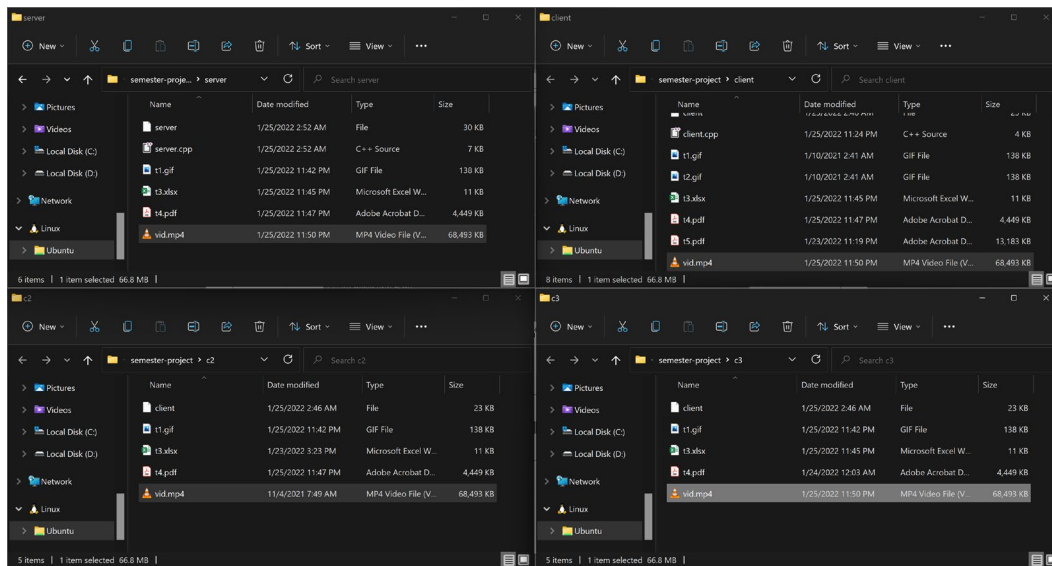 server
New
Sort
View
semester-proje... > server
Search server
Name Date modified Type Size
Pictures
Videos
Local Disk (C:)
Local Disk (D:)
Network
Linux
Ubuntu
server 1/25/2022 2:52 AM File 30 KB
server.cpp 1/25/2022 2:52 AM C++ Source 7 KB
t1.gif 1/25/2022 11:42 PM GIF File 138 KB
t3.xlsx 1/25/2022 11:45 PM Microsoft Excel W... 11 KB
t4.pdf 1/25/2022 11:47 PM Adobe Acrobat D... 4,449 KB
vid.mp4 1/25/2022 11:50 PM MP4 Video File (V... 68,493 KB
6 items 1 item selected 66.8 MB
client
New
Sort
View
semester-project > client
Search client
Name Date modified Type Size
Pictures
Videos
Local Disk (C:)
Local Disk (D:)
Network
Linux
Ubuntu
client 1/25/2022 2:46 AM File 23 KB
client.cpp 1/25/2022 11:24 PM C++ Source 4 KB
t1.gif 1/10/2021 2:41 AM GIF File 138 KB
t2.gif 1/10/2021 2:41 AM GIF File 138 KB
t3.xlsx 1/25/2022 11:45 PM Microsoft Excel W... 11 KB
t4.pdf 1/25/2022 11:47 PM Adobe Acrobat D... 4,449 KB
t5.pdf 1/23/2022 11:19 PM Adobe Acrobat D... 13,183 KB
vid.mp4 1/25/2022 11:50 PM MP4 Video File (V... 68,493 KB
8 items 1 item selected 66.8 MB
c2
New
Sort
View
semester-project > c2
Search c2
Name Date modified Type Size
Pictures
Videos
Local Disk (C:)
Local Disk (D:)
Network
Linux
Ubuntu
client 1/25/2022 2:46 AM File 23 KB
t1.gif 1/25/2022 11:42 PM GIF File 138 KB
t3.xlsx 1/23/2022 3:23 PM Microsoft Excel W... 11 KB
t4.pdf 1/25/2022 11:47 PM Adobe Acrobat D... 4,449 KB
vid.mp4 11/4/2021 7:49 AM MP4 Video File (V... 68,493 KB
5 items 1 item selected 66.8 MB
c3
New
Sort
View
semester-project > c3
Search c3
Name Date modified Type Size
Pictures
Videos
Local Disk (C:)
Local Disk (D:)
Network
Linux
Ubuntu
client 1/25/2022 2:46 AM File 23 KB
t1.gif 1/25/2022 11:42 PM GIF File 138 KB
t3.xlsx 1/25/2022 11:45 PM Microsoft Excel W... 11 KB
t4.pdf 1/24/2022 12:03 AM Adobe Acrobat D... 4,449 KB
vid.mp4 1/25/2022 11:50 PM MP4 Video File (V... 68,493 KB
5 items 1 item selected 66.8 MB